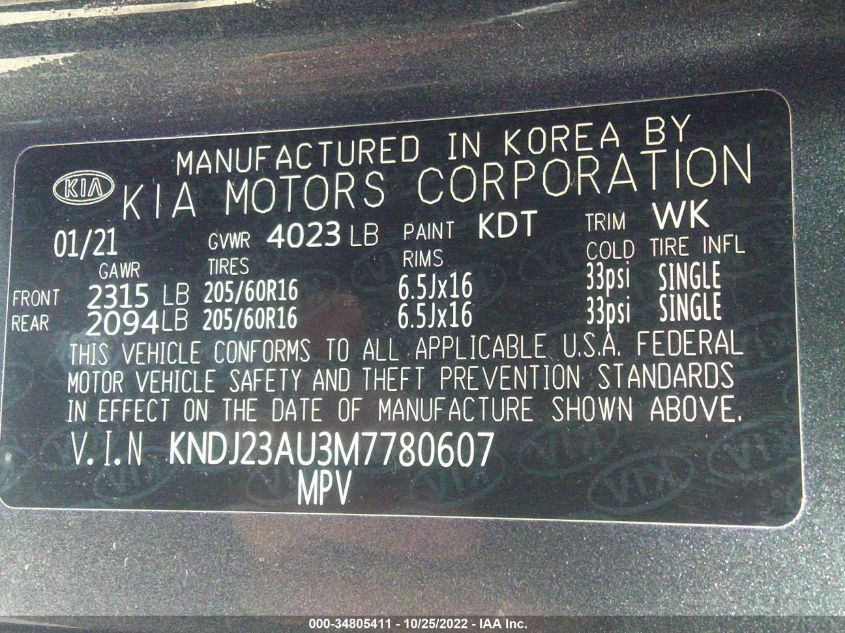 MANUFACTURED IN KOREA BY
KIA KIA MOTORS CORPORATION
01/21 GVWR 4023 LB PAINT KDT TRIM WK
GAWR TIRES RIMS COLD TIRE INFL
FRONT 2315 LB 205/60R16 6.5Jx16 33psi SINGLE
REAR 2094 LB 205/60R16 6.5Jx16 33psi SINGLE
THIS VEHICLE CONFORMS TO ALL APPLICABLE U.S.A. FEDERAL
MOTOR VEHICLE SAFETY AND THEFT PREVENTION STANDARDS
IN EFFECT ON THE DATE OF MANUFACTURE SHOWN ABOVE.
V.I.N KNDJ23AU3M7780607
MPV
000-34805411 - 10/25/2022 - IAA Inc.